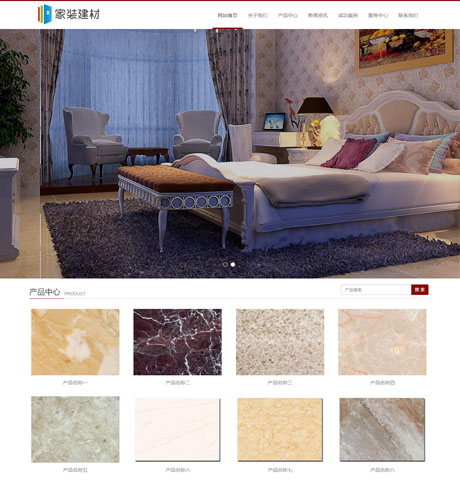 家装建材
网站首页 关于我们 产品中心 新闻资讯 成功案例 服务中心 联系我们
产品中心 PRODUCT
产品搜索 搜 索
产品名称一 产品名称二 产品名称三 产品名称四
产品名称五 产品名称六 产品名称七 产品名称八